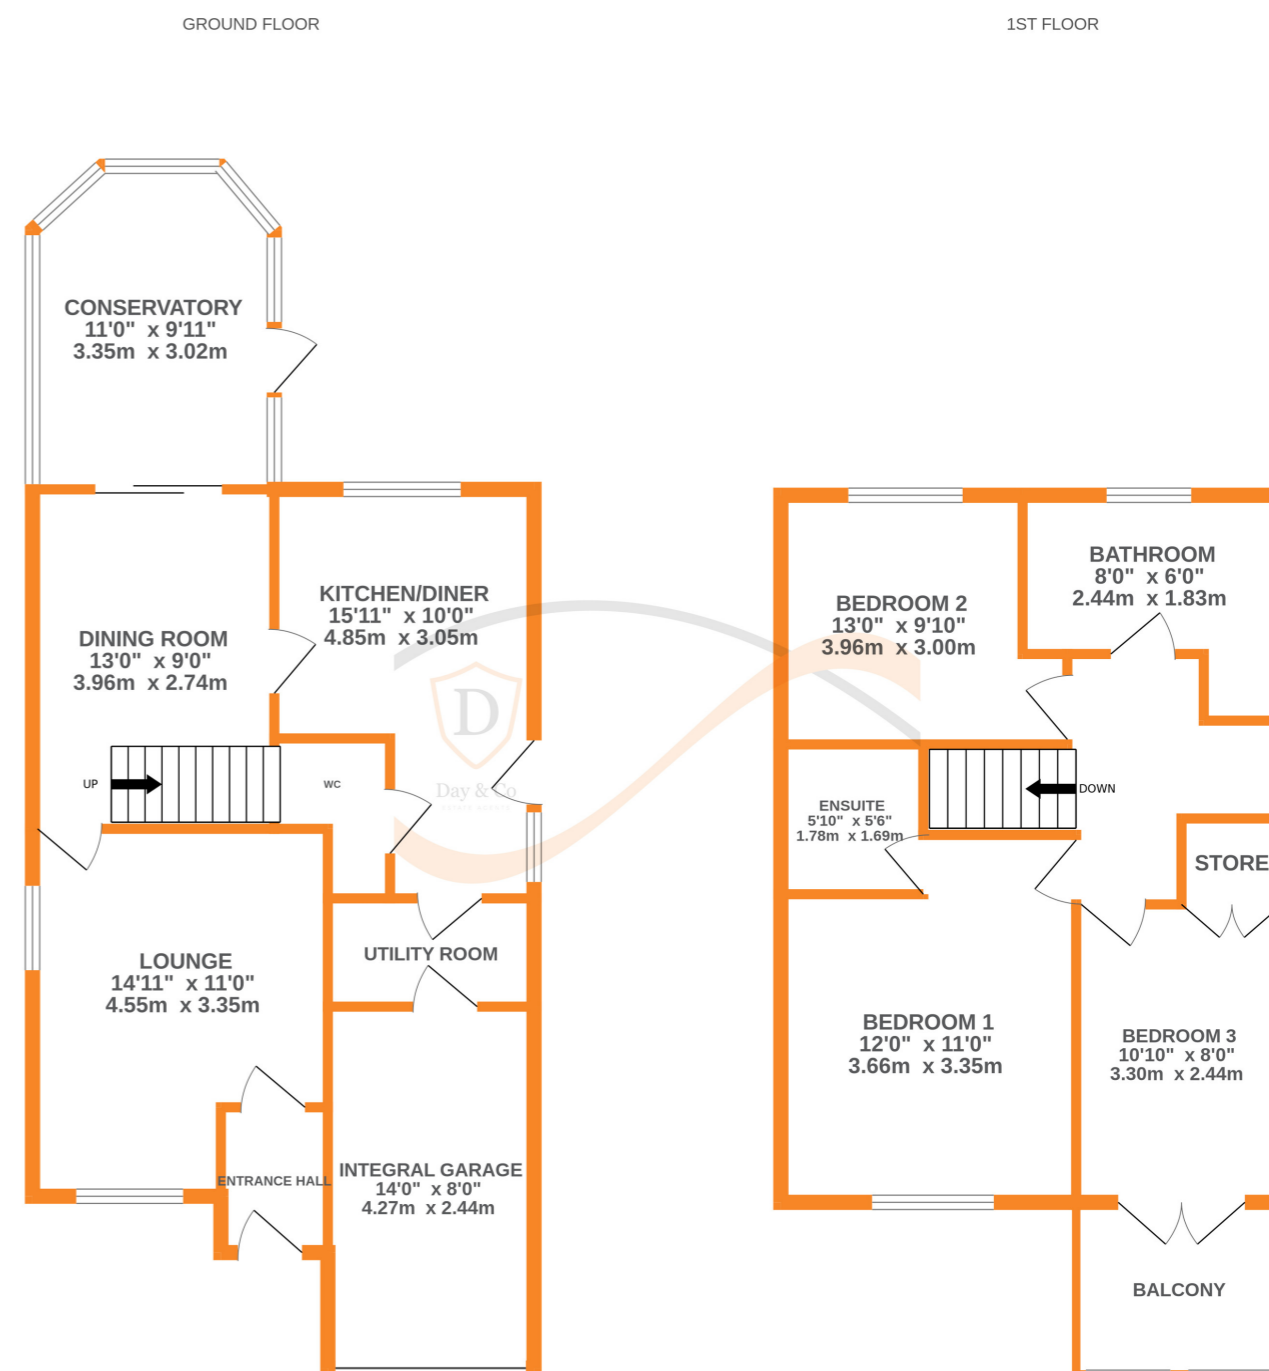 GROUND FLOOR
1ST FLOOR
CONSERVATORY
11'0" x 9'11"
3.35m x 3.02m
KITCHEN/DINER
15'11" x 10'0"
4.85m x 3.05m
DINING ROOM
13'0" x 9'0"
3.96m x 2.74m
UP
WC
D
Day & Co
ESTATE AGENTS
LOUNGE
14'11" x 11'0"
4.55m x 3.35m
UTILITY ROOM
ENTRANCE HALL
INTEGRAL GARAGE
14'0" x 8'0"
4.27m x 2.44m
BATHROOM
8'0" x 6'0"
2.44m x 1.83m
BEDROOM 2
13'0" x 9'10"
3.96m x 3.00m
DOWN
ENSUITE
5'10" x 5'6"
1.78m x 1.69m
STORE
BEDROOM 1
12'0" x 11'0"
3.66m x 3.35m
BEDROOM 3
10'10" x 8'0"
3.30m x 2.44m
BALCONY